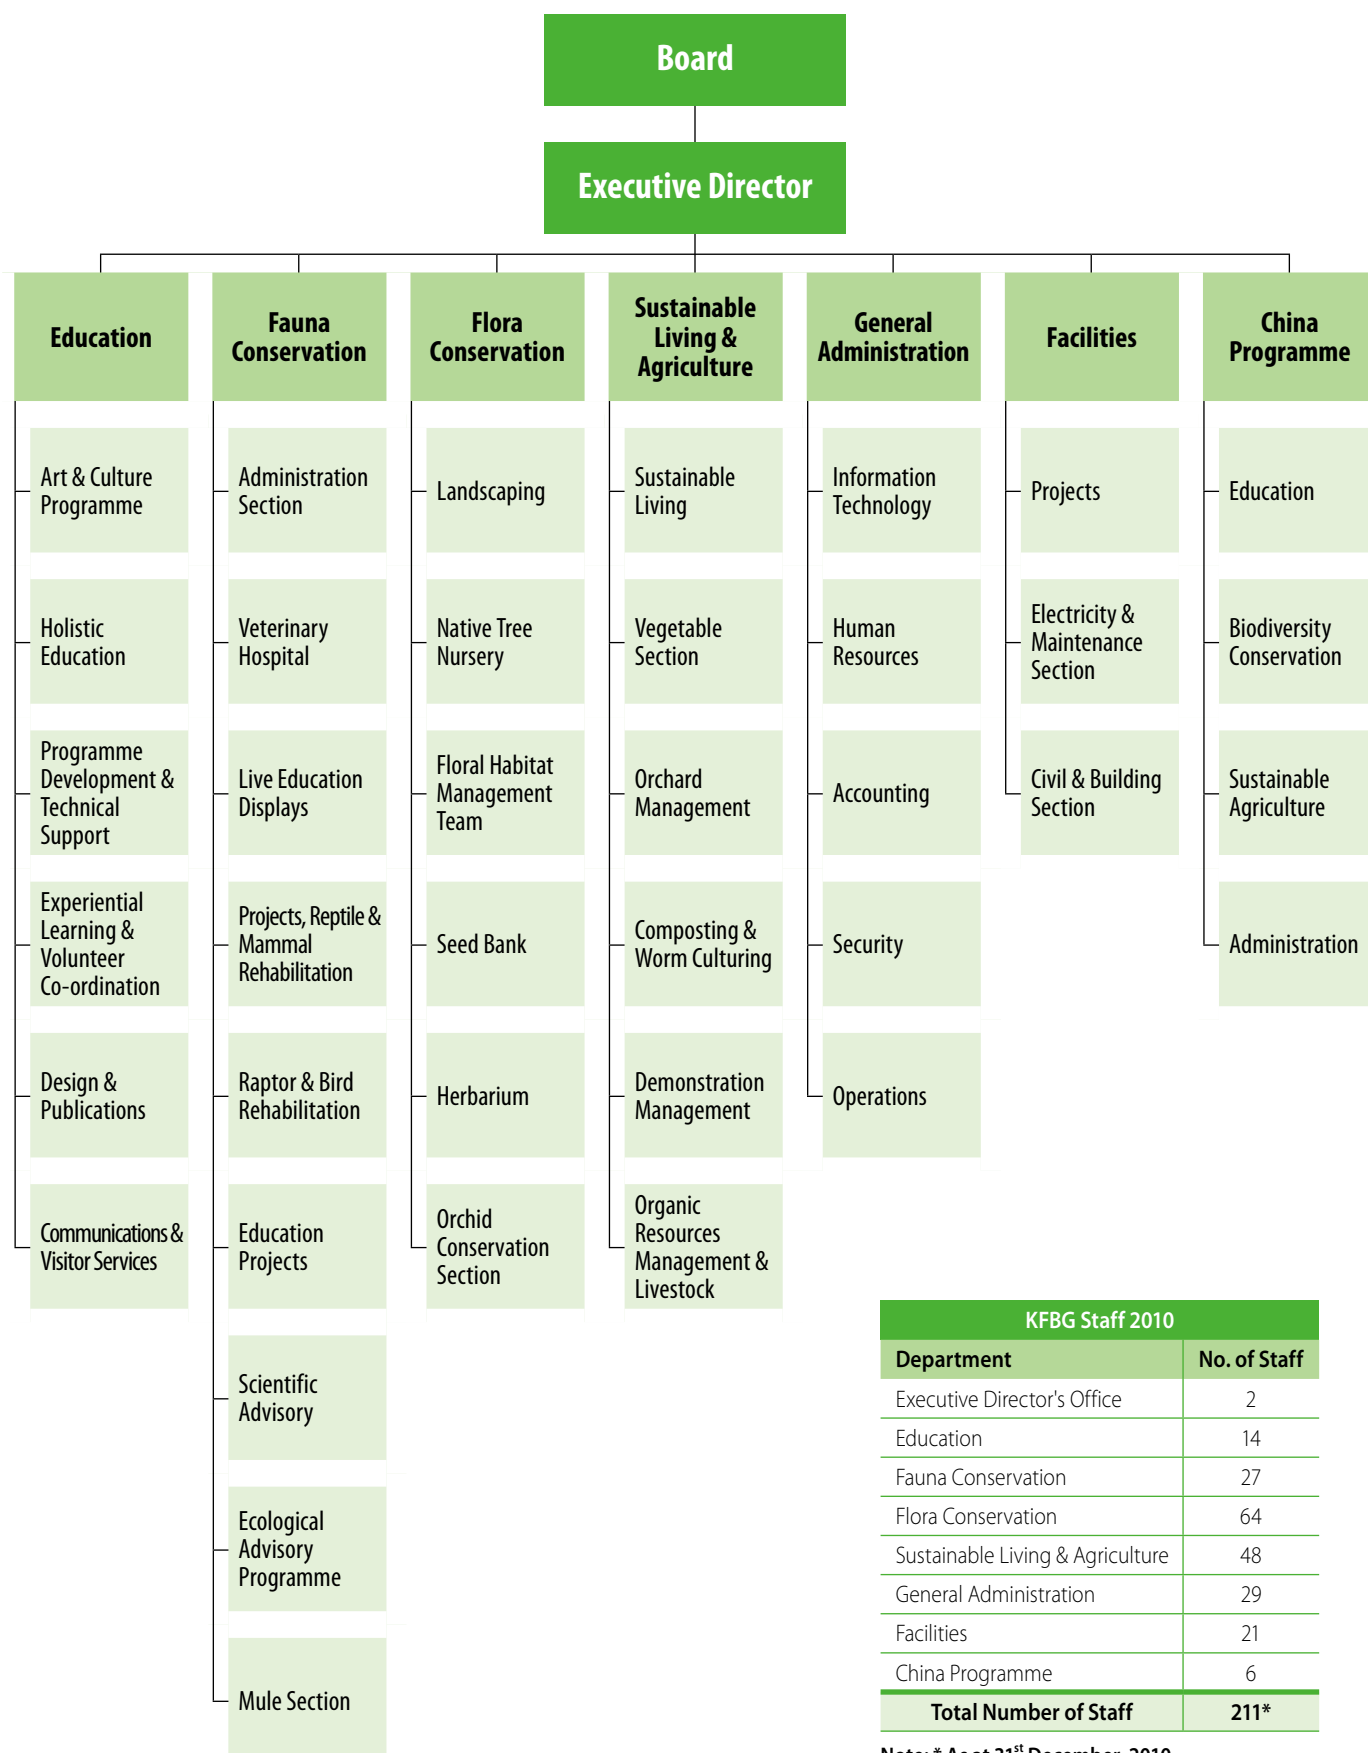 Board
Executive Director
Education
Fauna
Conservation
Flora
Conservation
Sustainable
Living &
Agriculture
General
Administration
Facilities
China
Programme
Art & Culture
Programme
Holistic
Education
Programme
Development &
Technical
Support
Experiential
Learning &
Volunteer
Co-ordination
Design &
Publications
Communications &
Visitor Services
Administration
Section
Veterinary
Hospital
Live Education
Displays
Projects, Reptile &
Mammal
Rehabilitation
Raptor & Bird
Rehabilitation
Education
Projects
Scientific
Advisory
Ecological
Advisory
Programme
Mule Section
Landscaping
Native Tree
Nursery
Floral Habitat
Management
Team
Seed Bank
Herbarium
Orchid
Conservation
Section
Sustainable
Living
Vegetable
Section
Orchard
Management
Composting &
Worm Culturing
Demonstration
Management
Organic
Resources
Management &
Livestock
Information
Technology
Human
Resources
Accounting
Security
Operations
Projects
Electricity &
Maintenance
Section
Civil & Building
Section
Education
Biodiversity
Conservation
Sustainable
Agriculture
Administration
KFBG Staff 2010
Department No. of Staff
Executive Director's Office 2
Education 14
Fauna Conservation 27
Flora Conservation 64
Sustainable Living & Agriculture 48
General Administration 29
Facilities 21
China Programme 6
Total Number of Staff 211*
Note: * As at 31st December, 2010